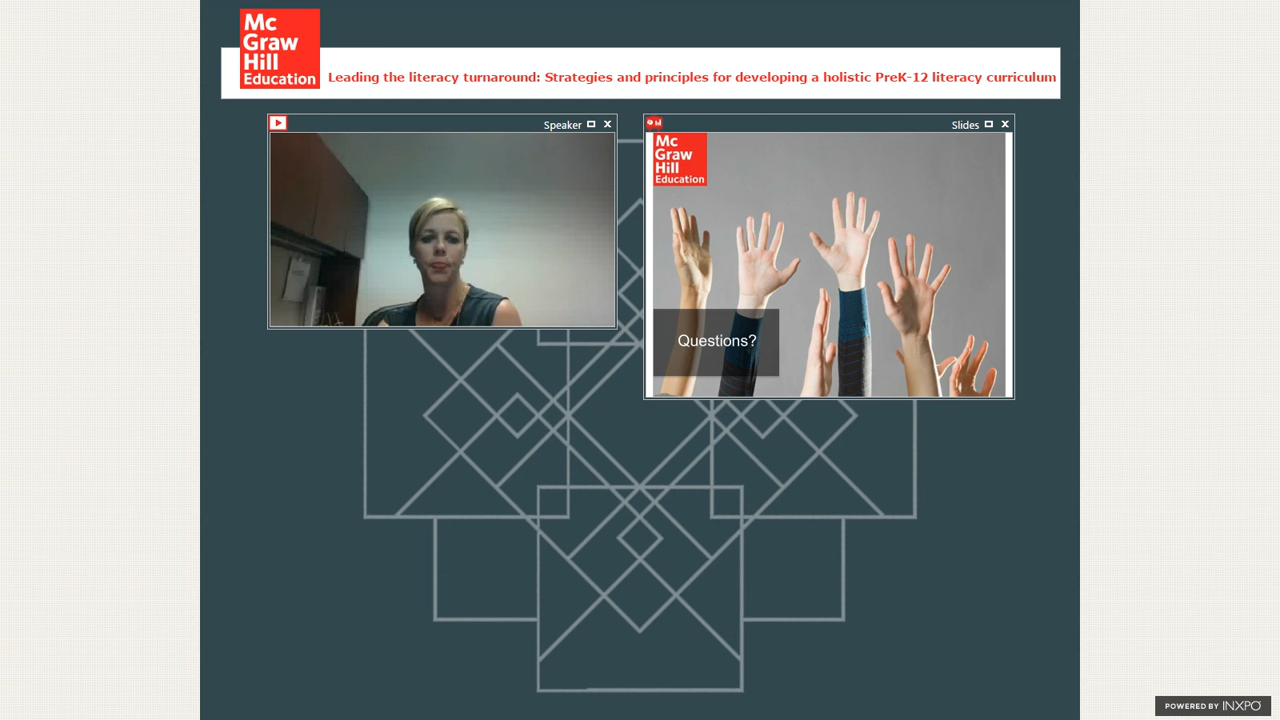 Mc
Graw
Hill
Education
Leading the literacy turnaround: Strategies and principles for developing a holistic PreK-12 literacy curriculum
Speaker
Slides
Mc
Graw
Hill
Education
Questions?
POWERED BY INXPO